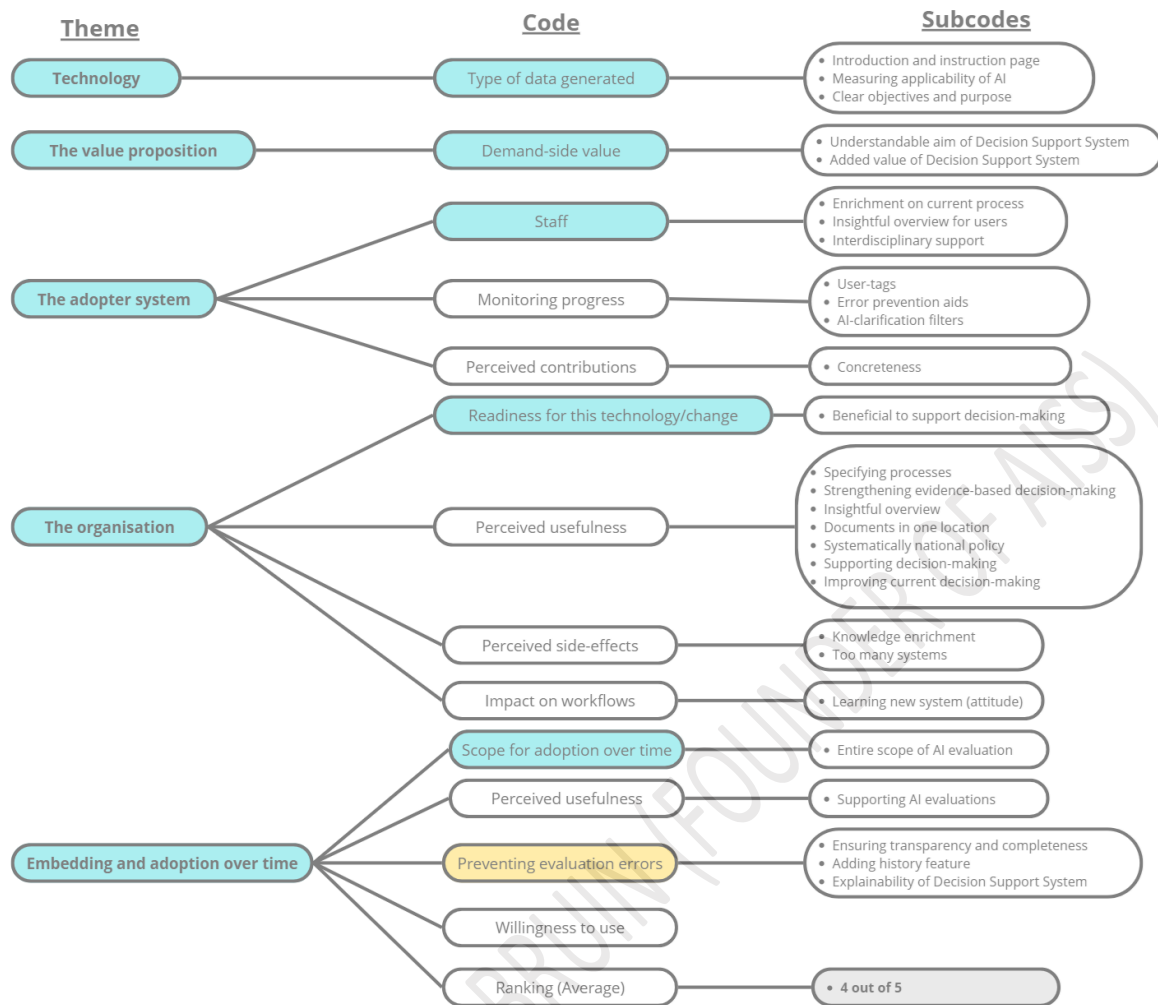 Theme
Code
Subcodes
Technology
Type of data generated
• Introduction and instruction page
• Measuring applicability of AI
• Clear objectives and purpose
The value proposition
Demand-side value
• Understandable aim of Decision Support System
• Added value of Decision Support System
The adopter system
Staff
• Enrichment on current process
• Insightful overview for users
• Interdisciplinary support
Monitoring progress
• User-tags
• Error prevention aids
• AI-clarification filters
Perceived contributions
• Concreteness
The organisation
Readiness for this technology/change
• Beneficial to support decision-making
Perceived usefulness
• Specifying processes
• Strengthening evidence-based decision-making
• Insightful overview
• Documents in one location
• Systematically national policy
• Supporting decision-making
• Improving current decision-making
Perceived side-effects
• Knowledge enrichment
• Too many systems
Impact on workflows
• Learning new system (attitude)
Embedding and adoption over time
Scope for adoption over time
• Entire scope of AI evaluation
Perceived usefulness
• Supporting AI evaluations
Preventing evaluation errors
• Ensuring transparency and completeness
• Adding history feature
• Explainability of Decision Support System
Willingness to use
Ranking (Average)
• 4 out of 5
BRUIN (FOUNDER OF AISS)